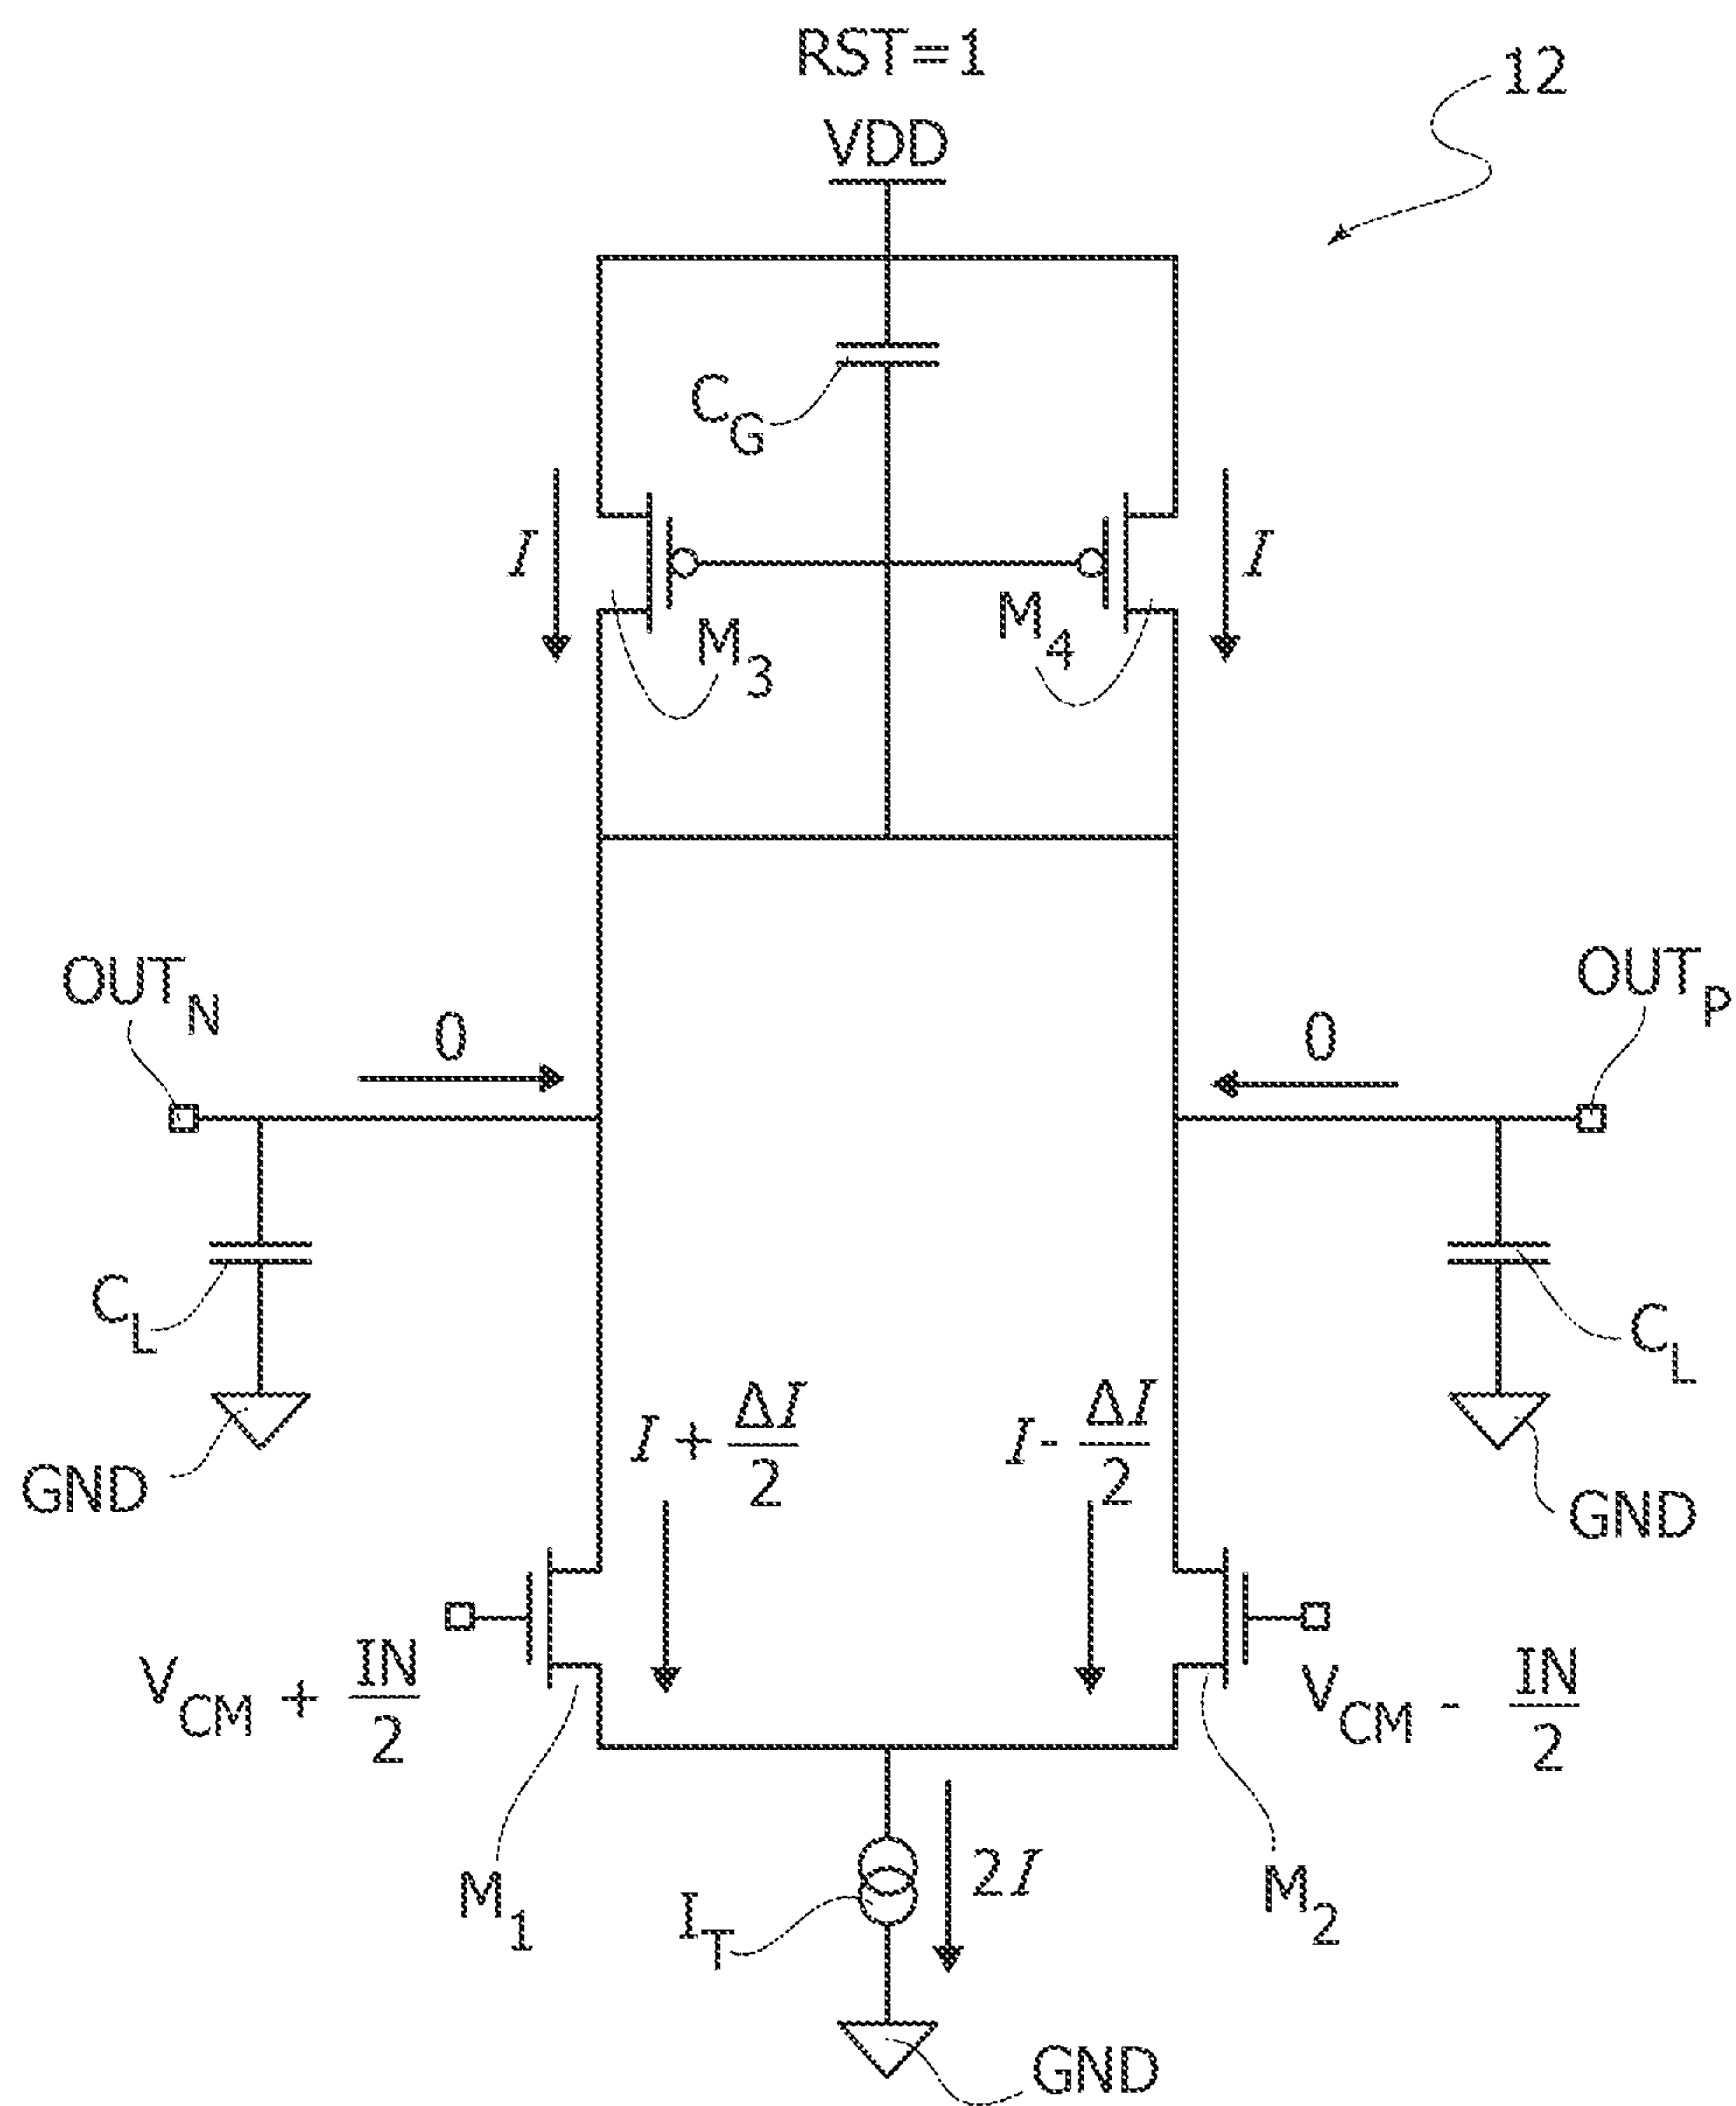 RST=1
12
VDD
C_G
I
I
M_3
M_4
OUT_N
OUT_P
0
0
C_L
C_L
GND
GND
I + ΔI/2
I - ΔI/2
V_CM + IN/2
V_CM - IN/2
M_1
M_2
I_T
2I
GND